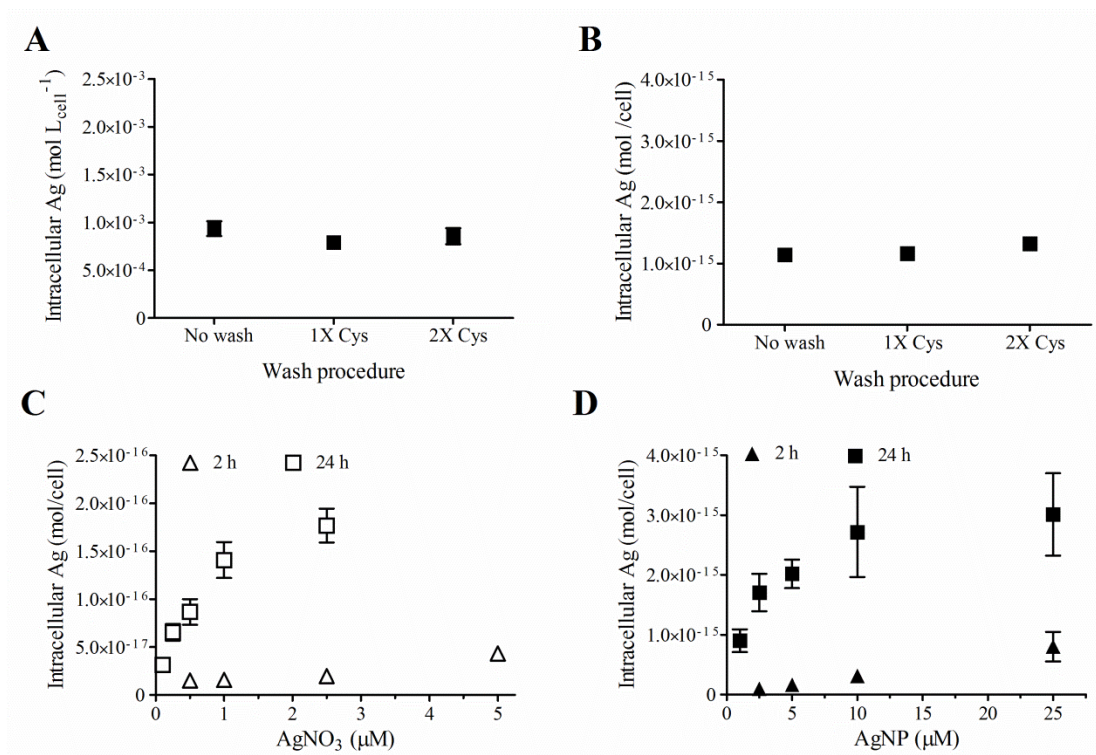 A
Intracellular Ag (mol L_cell⁻¹)
2.5×10⁻³
2.0×10⁻³
1.5×10⁻³
1.0×10⁻³
5.0×10⁻⁴
0
No wash 1X Cys 2X Cys
Wash procedure
B
Intracellular Ag (mol /cell)
4.0×10⁻¹⁵
3.0×10⁻¹⁵
2.0×10⁻¹⁵
1.0×10⁻¹⁵
0
No wash 1X Cys 2X Cys
Wash procedure
C
Intracellular Ag (mol/cell)
2 h 24 h
2.5×10⁻¹⁶
2.0×10⁻¹⁶
1.5×10⁻¹⁶
1.0×10⁻¹⁶
5.0×10⁻¹⁷
0
0 1 2 3 4 5
AgNO₃ (μM)
D
Intracellular Ag (mol/cell)
2 h 24 h
4.0×10⁻¹⁵
3.0×10⁻¹⁵
2.0×10⁻¹⁵
1.0×10⁻¹⁵
0
0 5 10 15 20 25
AgNP (μM)